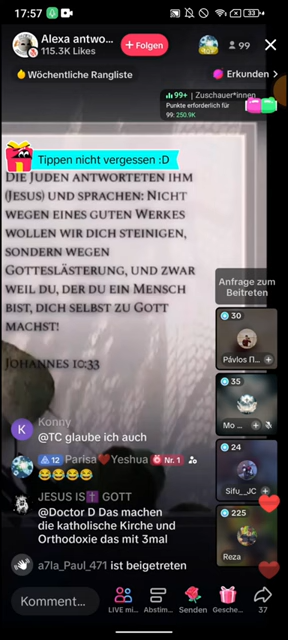 17:57
Alexa antwo...
115.3K Likes
+ Folgen
99
Wöchentliche Rangliste
Erkunden >
99+ | Zuschauer*innen
Punkte erforderlich für
99: 250.9K
Tippen nicht vergessen :D
Die Juden antworteten ihm
(Jesus) und sprachen: Nicht
wegen eines guten Werkes
wollen wir dich steinigen,
sondern wegen
Gotteslästerung, und zwar
weil du, der du ein Mensch
bist, dich selbst zu Gott
machst!
Johannes 10:33
Anfrage zum
Beitreten
30
Pávlos Π...
35
Mo ...
24
Sifu_JC
225
Reza
K
Konny
@TC glaube ich auch
12 Parisa❤️Yeshua Nr. 1
😂😂😂😂
JESUS IS✝️ GOTT
@Doctor D Das machen
die katholische Kirche und
Orthodoxie das mit 3mal
a7la_Paul_471 ist beigetreten
Komment...
LIVE mi...
Abstim...
Senden
Gesche...
37